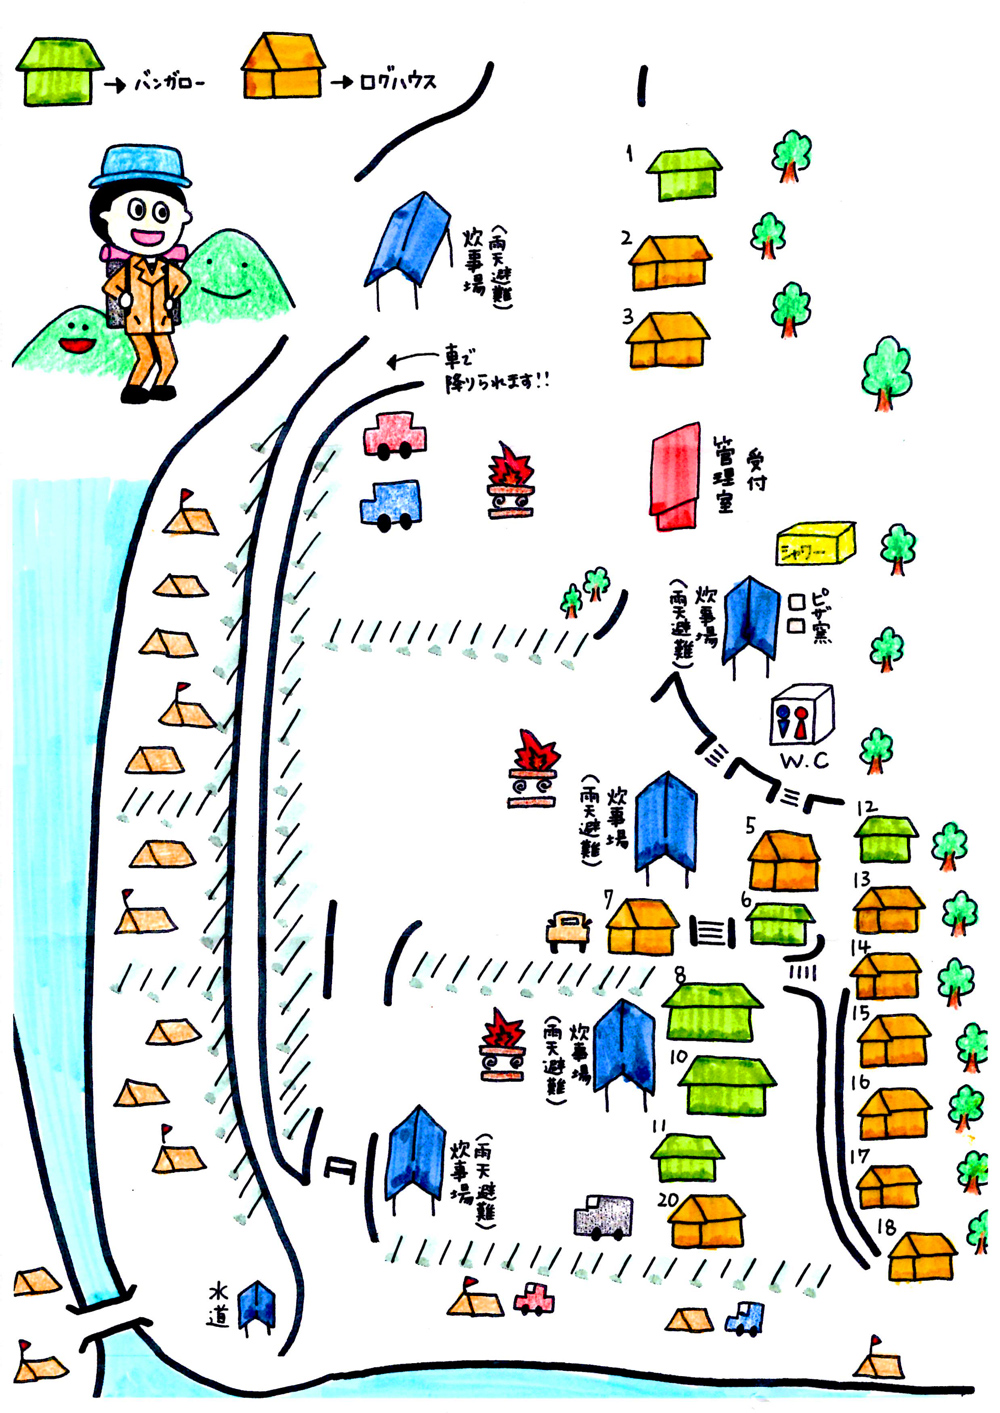 →バンガロー
→ログハウス
1
炊事場
(雨天避難)
2
3
←車で
降りられます!!
受付
管理室
シャワー
炊事場
(雨天避難)
ピザ窯
W.C
炊事場
(雨天避難)
5
12
7
6
13
14
8
炊事場
(雨天避難)
15
10
16
11
炊事場
(雨天避難)
17
20
18
水道